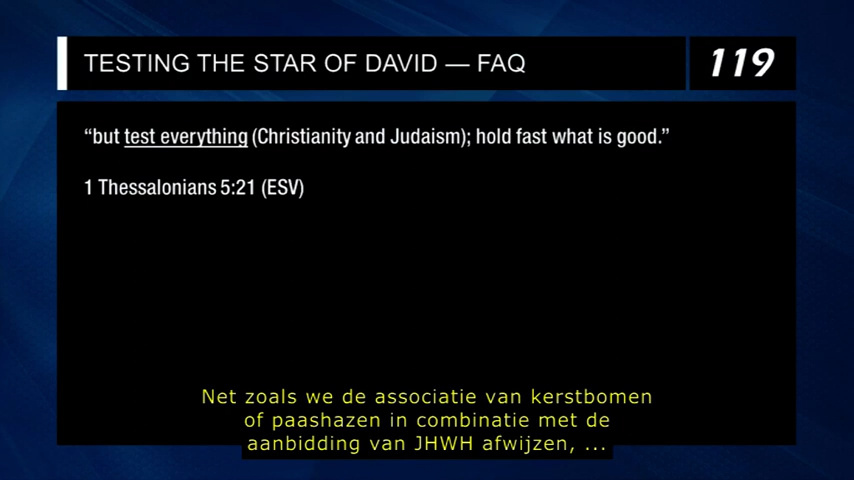 TESTING THE STAR OF DAVID — FAQ
119
“but test everything (Christianity and Judaism); hold fast what is good.”
1 Thessalonians 5:21 (ESV)
Net zoals we de associatie van kerstbomen
of paashazen in combinatie met de
aanbidding van JHWH afwijzen, ...